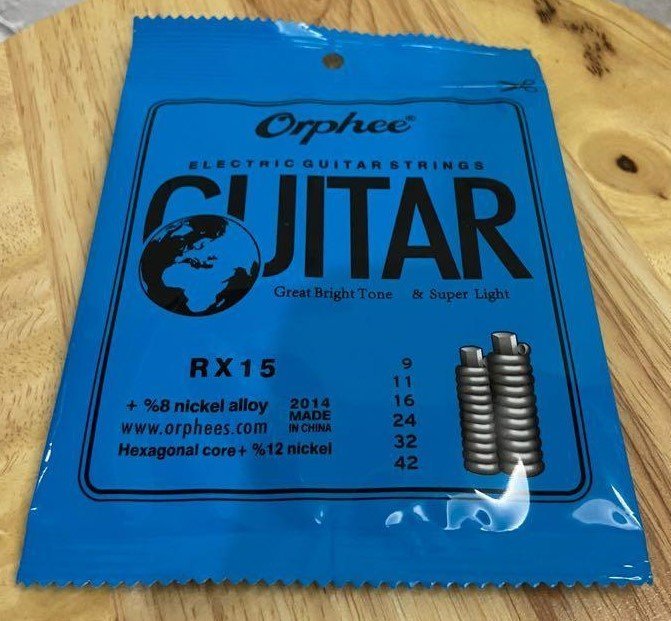 Orphee®
ELECTRIC GUITAR STRINGS
GUITAR
Great Bright Tone & Super Light
RX15
+ %8 nickel alloy
www.orphees.com
Hexagonal core+ %12 nickel
2014
MADE
IN CHINA
9
11
16
24
32
42